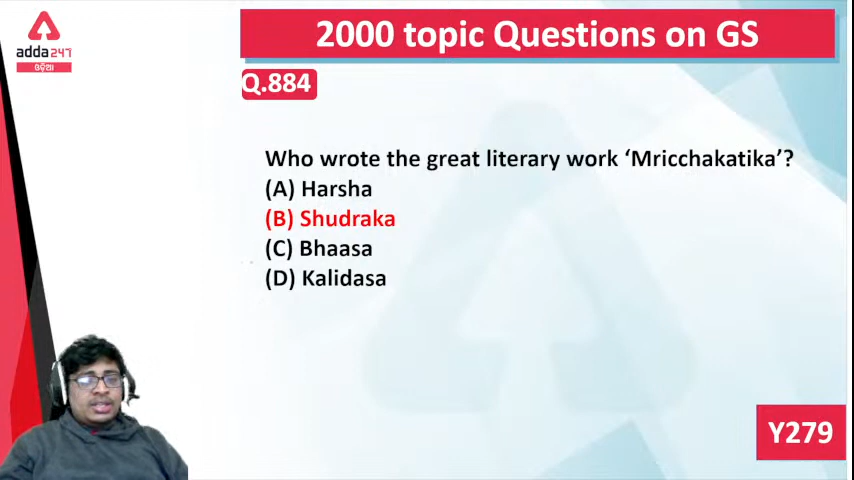 adda247
ଓଡ଼ିଆ
2000 topic Questions on GS
Q.884
Who wrote the great literary work ‘Mricchakatika’?
(A) Harsha
(B) Shudraka
(C) Bhaasa
(D) Kalidasa
Y279